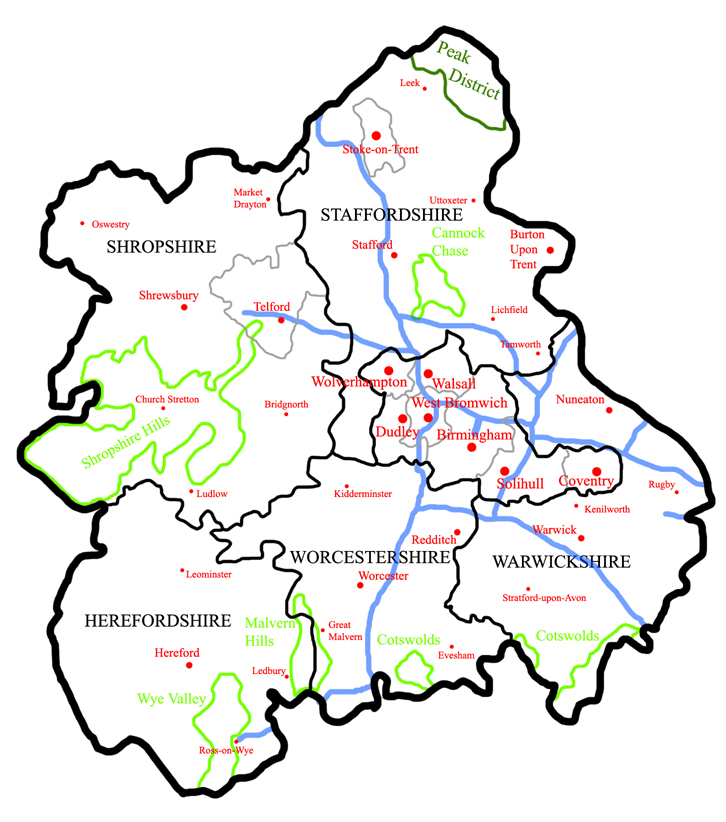 Peak
District
Leek
Stoke-on-Trent
Market
Drayton
Uttoxeter
STAFFORDSHIRE
Oswestry
SHROPSHIRE
Stafford
Cannock
Chase
Burton
Upon
Trent
Shrewsbury
Telford
Lichfield
Tamworth
Wolverhampton
Walsall
Church Stretton
Bridgnorth
West Bromwich
Nuneaton
Shropshire Hills
Dudley
Birmingham
Solihull
Coventry
Ludlow
Kidderminster
Rugby
Kenilworth
Redditch
Warwick
WORCESTERSHIRE
WARWICKSHIRE
Leominster
Worcester
Stratford-upon-Avon
HEREFORDSHIRE
Malvern
Hills
Great
Malvern
Cotswolds
Cotswolds
Hereford
Evesham
Ledbury
Wye Valley
Ross-on-Wye